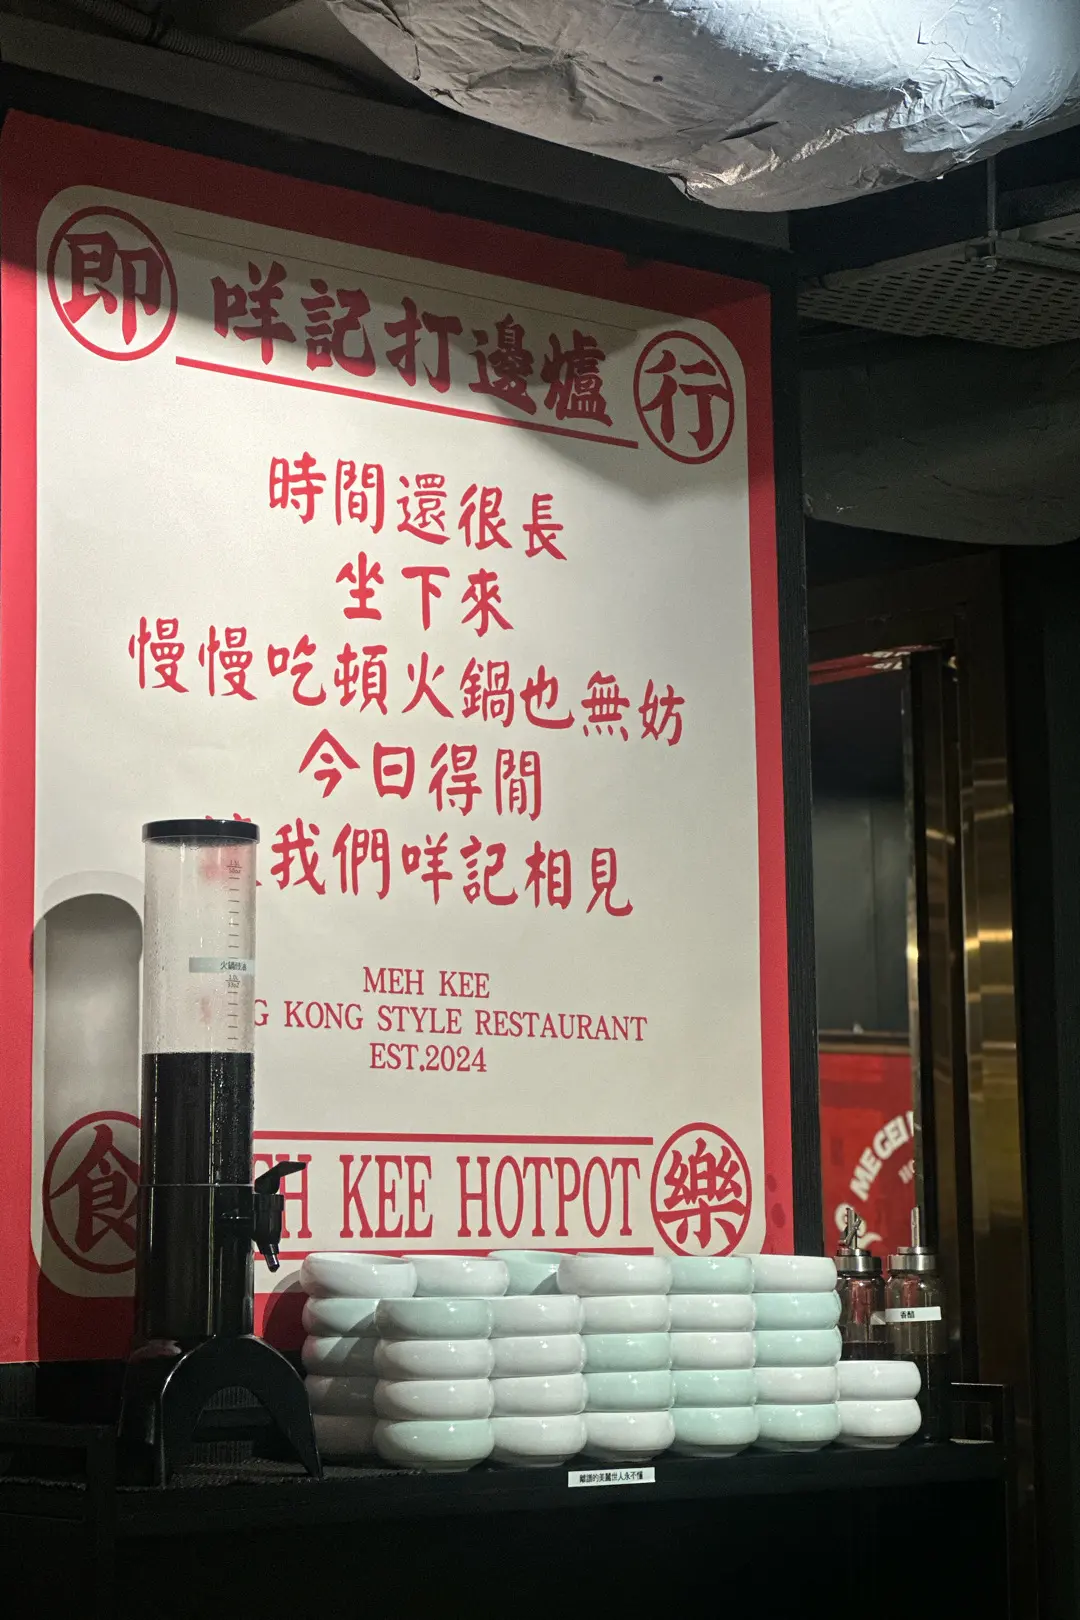 即 咩記打邊爐 行
時間還很長
坐下來
慢慢吃頓火鍋也無妨
今日得閒
我們咩記相見
MEH KEE
KONG STYLE RESTAURANT
EST.2024
食 KEE HOTPOT 樂
香醋